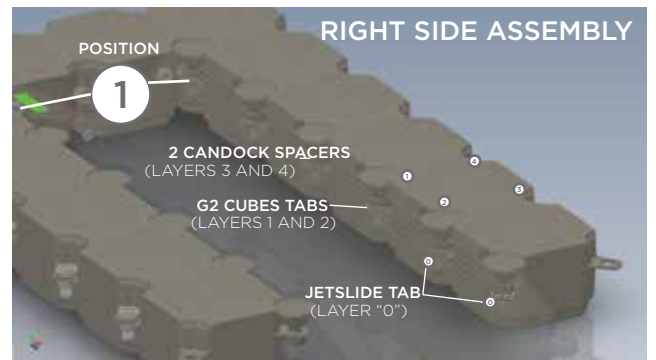 RIGHT SIDE ASSEMBLY
POSITION
1
2 CANDOCK SPACERS
(LAYERS 3 AND 4)
G2 CUBES TABS
(LAYERS 1 AND 2)
JETSLIDE TAB
(LAYER “0”)
4
1
3
2
0
0